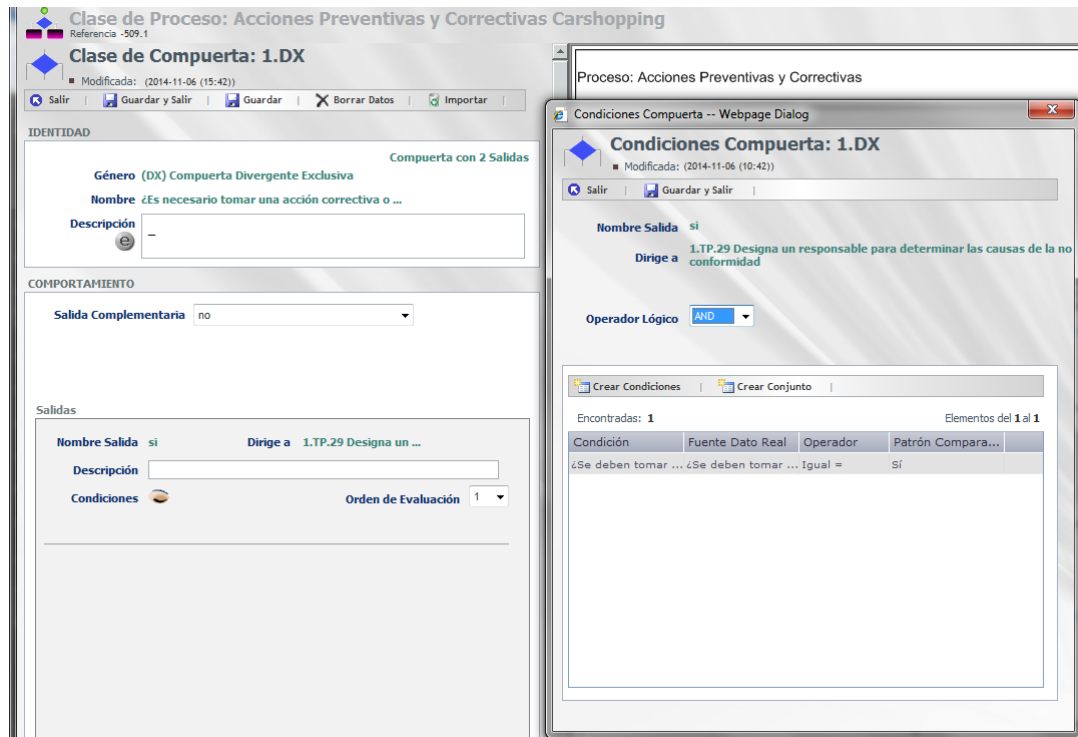 Clase de Proceso: Acciones Preventivas y Correctivas Carshopping
Referencia -509.1
Clase de Compuerta: 1.DX
Modificada: (2014-11-06 (15:42))
Salir | Guardar y Salir | Guardar | Borrar Datos | Importar |
IDENTIDAD
Compuerta con 2 Salidas
Género (DX) Compuerta Divergente Exclusiva
Nombre ¿Es necesario tomar una acción correctiva o ...
Descripción
e
_
COMPORTAMIENTO
Salida Complementaria no
Salidas
Nombre Salida si Dirige a 1.TP.29 Designa un ...
Descripción
Condiciones Orden de Evaluación 1
Proceso: Acciones Preventivas y Correctivas
Condiciones Compuerta -- Webpage Dialog
Condiciones Compuerta: 1.DX
Modificada: (2014-11-06 (10:42))
Salir | Guardar y Salir |
Nombre Salida si
Dirige a 1.TP.29 Designa un responsable para determinar las causas de la no
conformidad
Operador Lógico AND
Crear Condiciones | Crear Conjunto |
Encontradas: 1 Elementos del 1 al 1
Condición Fuente Dato Real Operador Patrón Compara...
¿Se deben tomar ... ¿Se deben tomar ... Igual = Sí